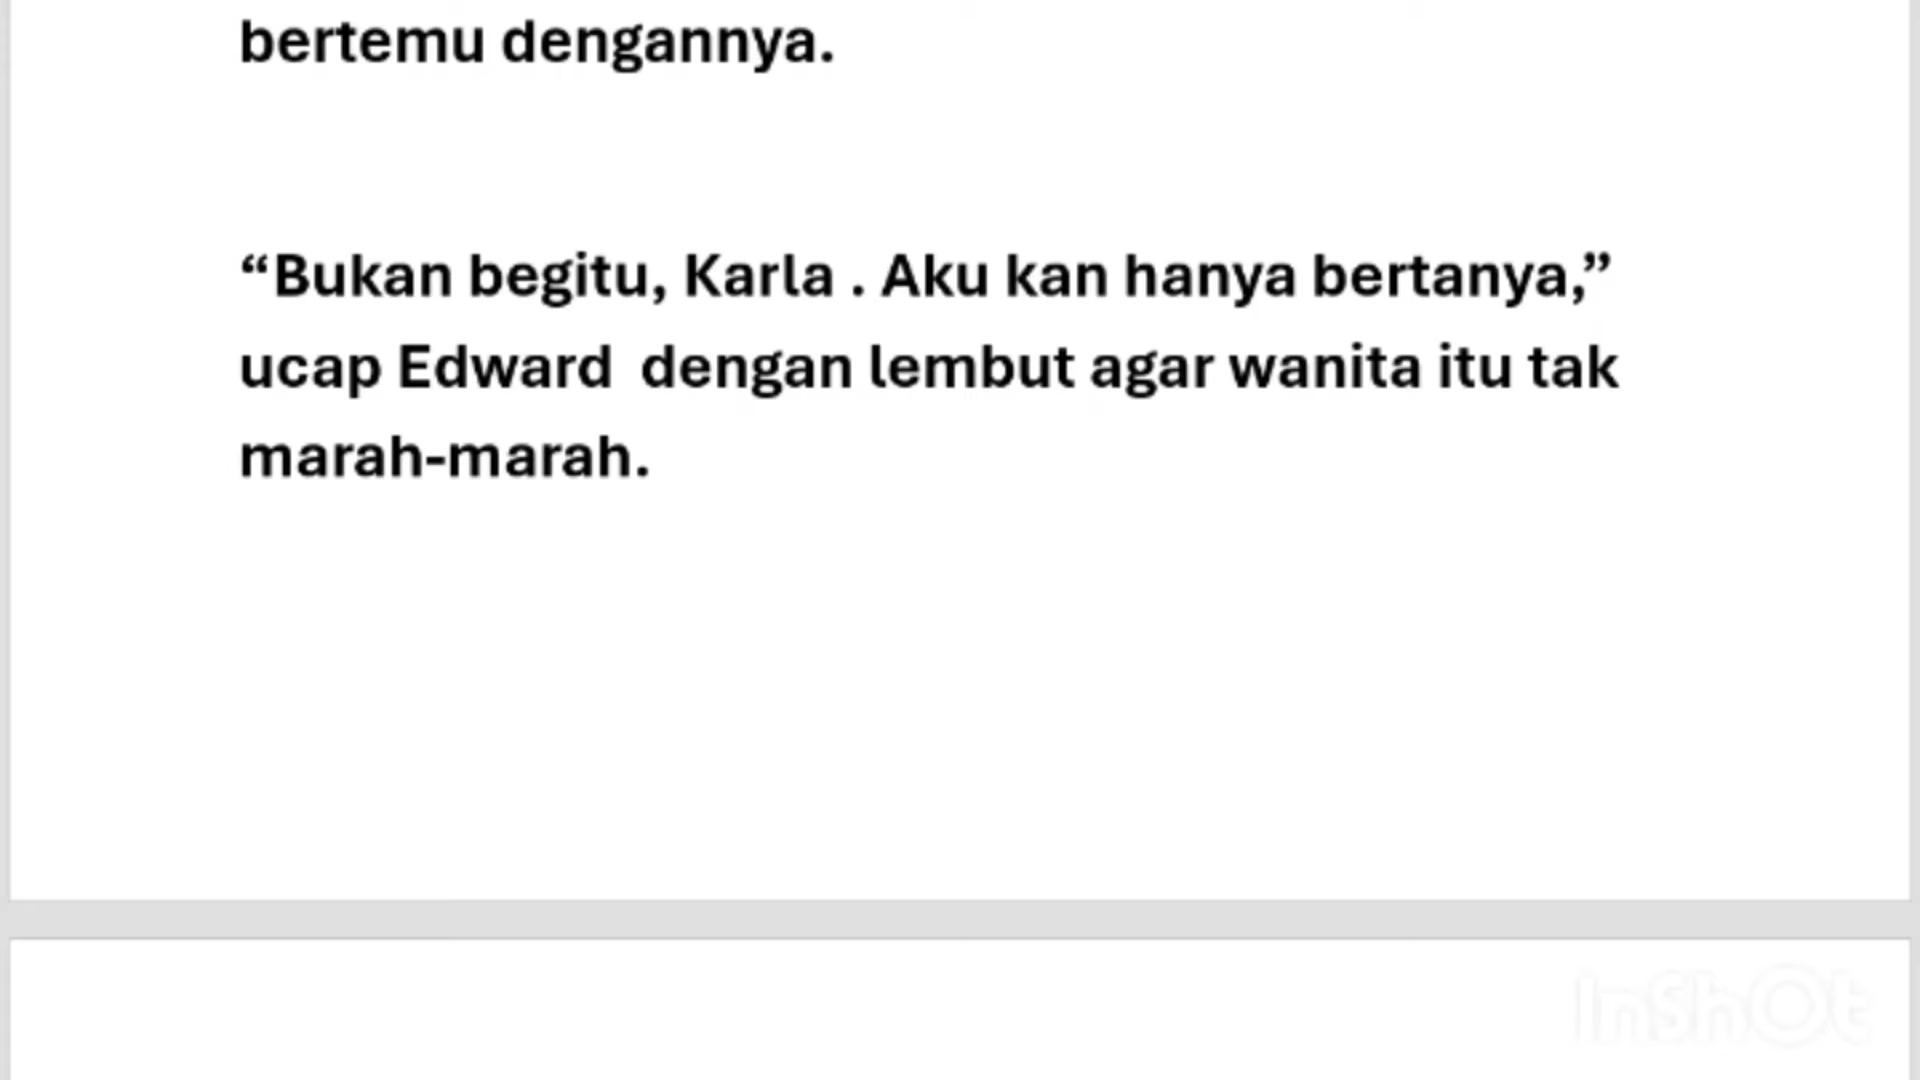 bertemu dengannya.
“Bukan begitu, Karla . Aku kan hanya bertanya,”
ucap Edward  dengan lembut agar wanita itu tak
marah-marah.
InShOt